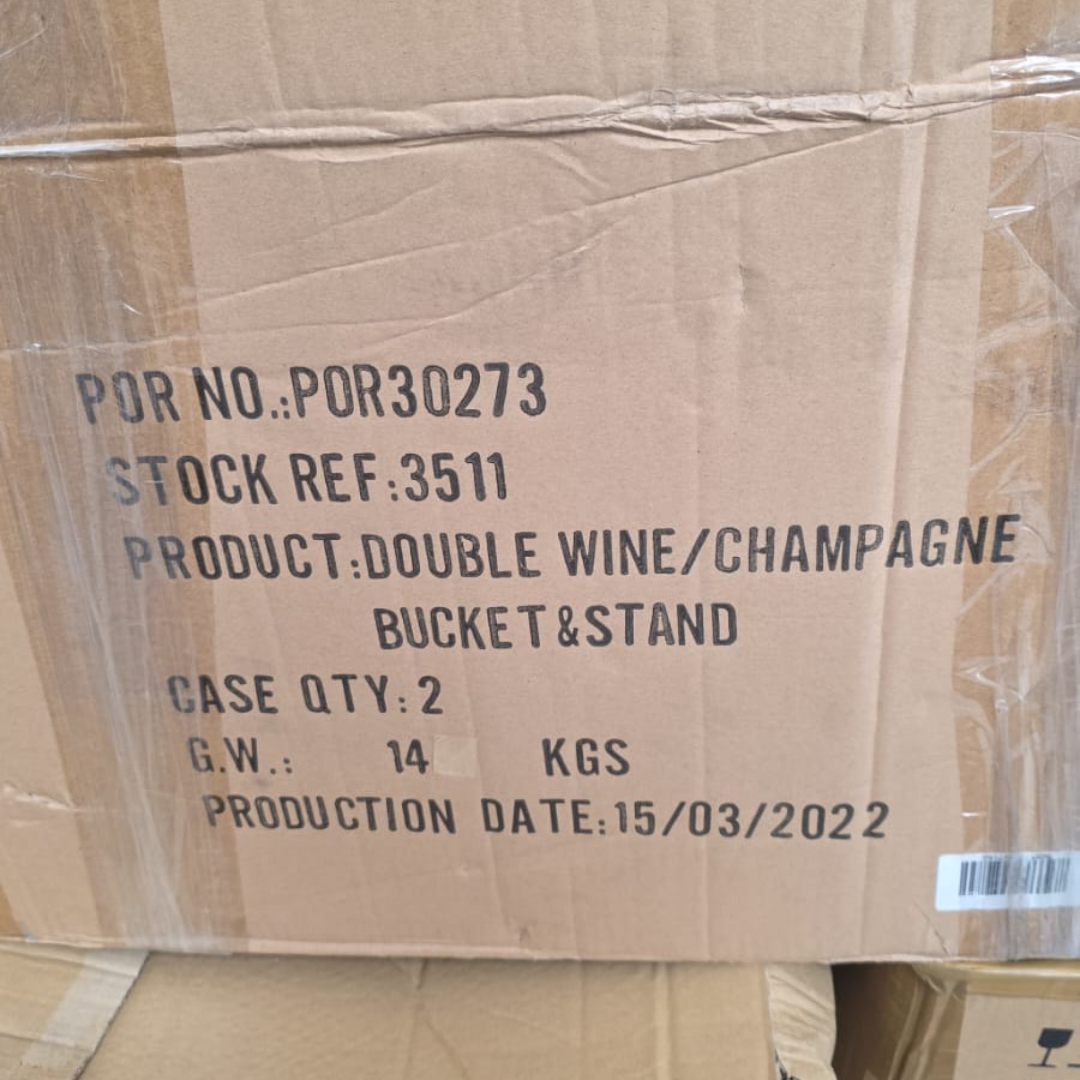 POR NO.:POR30273
STOCK REF:3511
PRODUCT:DOUBLE WINE/CHAMPAGNE
BUCKET&STAND
CASE QTY:2
G.W.: 14 KGS
PRODUCTION DATE:15/03/2022